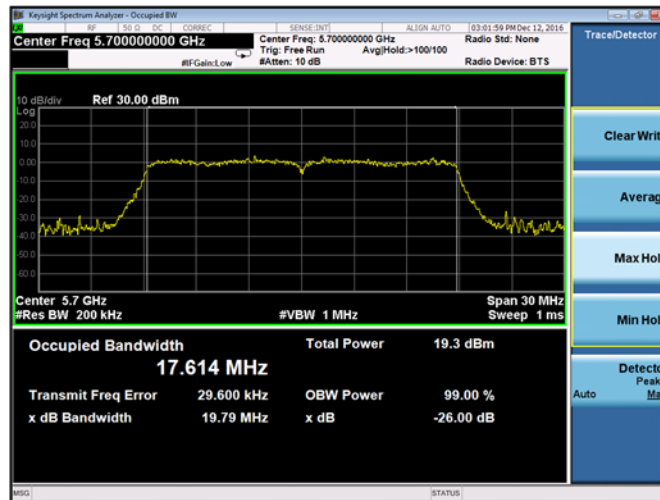 Keysight Spectrum Analyzer - Occupied BW
RF 50 Ω DC CORREC SENSE:INT ALIGN AUTO 03:01:59 PM Dec 12, 2016
Center Freq 5.700000000 GHz Center Freq: 5.700000000 GHz Radio Std: None
Trig: Free Run Avg|Hold:>100/100
#IFGain:Low #Atten: 10 dB Radio Device: BTS
Trace/Detector
10 dB/div Ref 30.00 dBm
Log
20.0
10.0
0.00
-10.0
-20.0
-30.0
-40.0
-50.0
-60.0
Center 5.7 GHz Span 30 MHz
#Res BW 200 kHz #VBW 1 MHz Sweep 1 ms
Occupied Bandwidth Total Power 19.3 dBm
17.614 MHz
Transmit Freq Error 29.600 kHz OBW Power 99.00 %
x dB Bandwidth 19.79 MHz x dB -26.00 dB
Clear Writ
Averag
Max Hol
Min Hol
Detecto
Peak
Auto Ma
MSG STATUS